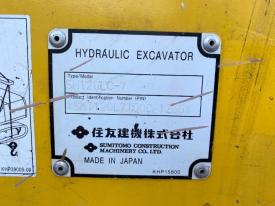 HYDRAULIC EXCAVATOR
Type/Model
Product Identification Number (PIN)
住友建機株式会社
SUMITOMO CONSTRUCTION
MACHINERY CO., LTD.
MADE IN JAPAN
KHP15600